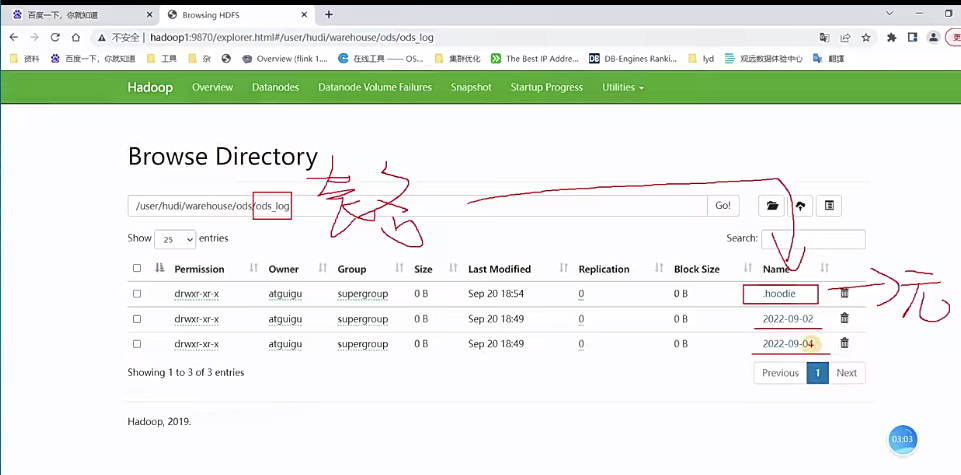 百度一下，你就知道
Browsing HDFS
不安全 | hadoop1:9870/explorer.html#/user/hudi/warehouse/ods/ods_log
资料 百度一下，你就知道 工具 杂 Overview (flink 1.... 在线工具 —— OS... 集群优化 The Best IP Addre... DB-Engines Ranki... lyd 观远数据体验中心 翻譯
Hadoop Overview Datanodes Datanode Volume Failures Snapshot Startup Progress Utilities
Browse Directory
表名
/user/hudi/warehouse/ods/ods_log Go!
Show 25 entries Search:
Permission Owner Group Size Last Modified Replication Block Size Name
drwxr-xr-x atguigu supergroup 0 B Sep 20 18:54 0 0 B .hoodie 元
drwxr-xr-x atguigu supergroup 0 B Sep 20 18:49 0 0 B 2022-09-02
drwxr-xr-x atguigu supergroup 0 B Sep 20 18:49 0 0 B 2022-09-04
Showing 1 to 3 of 3 entries Previous 1 Next
Hadoop, 2019.
03:03